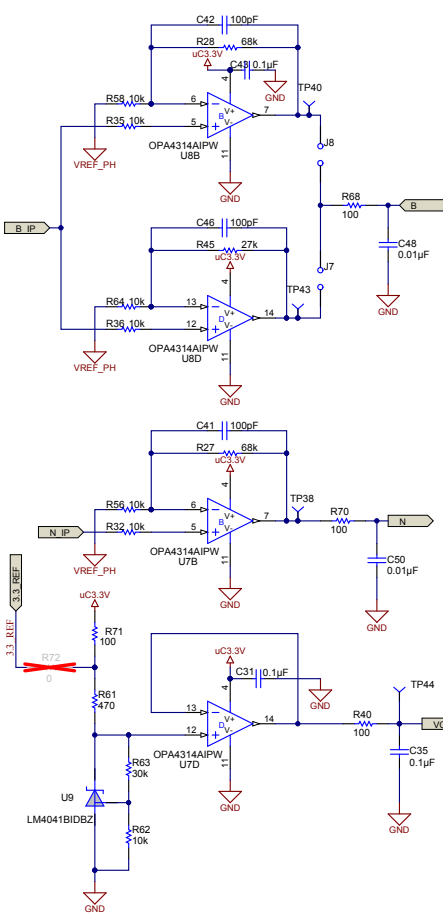 C42 100pF
R28 68k
uC3.3V
C43 0.1µF
GND
TP40
4
R58 10k
6
B V+
V-
7
R35 10k
5
OPA4314AIPW
U8B
11
J8
VREF_PH
GND
R68
100
B
B_IP
C46 100pF
R45 27k
uC3.3V
C48
0.01µF
J7
4
GND
R64 10k
13
D V+
V-
14
TP43
R36 10k
12
OPA4314AIPW
U8D
11
VREF_PH
GND
C41 100pF
R27 68k
uC3.3V
4
TP38
R56 10k
6
B V+
V-
7
R70
100
N
N_IP
R32 10k
5
OPA4314AIPW
U7B
11
C50
0.01µF
VREF_PH
GND
GND
3.3_REF
3.3_REF
uC3.3V
R71
100
R72
0
uC3.3V
C31 0.1µF
TP44
4
GND
R61
470
13
D V+
V-
14
R40
100
VC
12
OPA4314AIPW
U7D
11
C35
0.1µF
R63
30k
U9
LM4041BIDBZ
R62
10k
GND
GND
GND